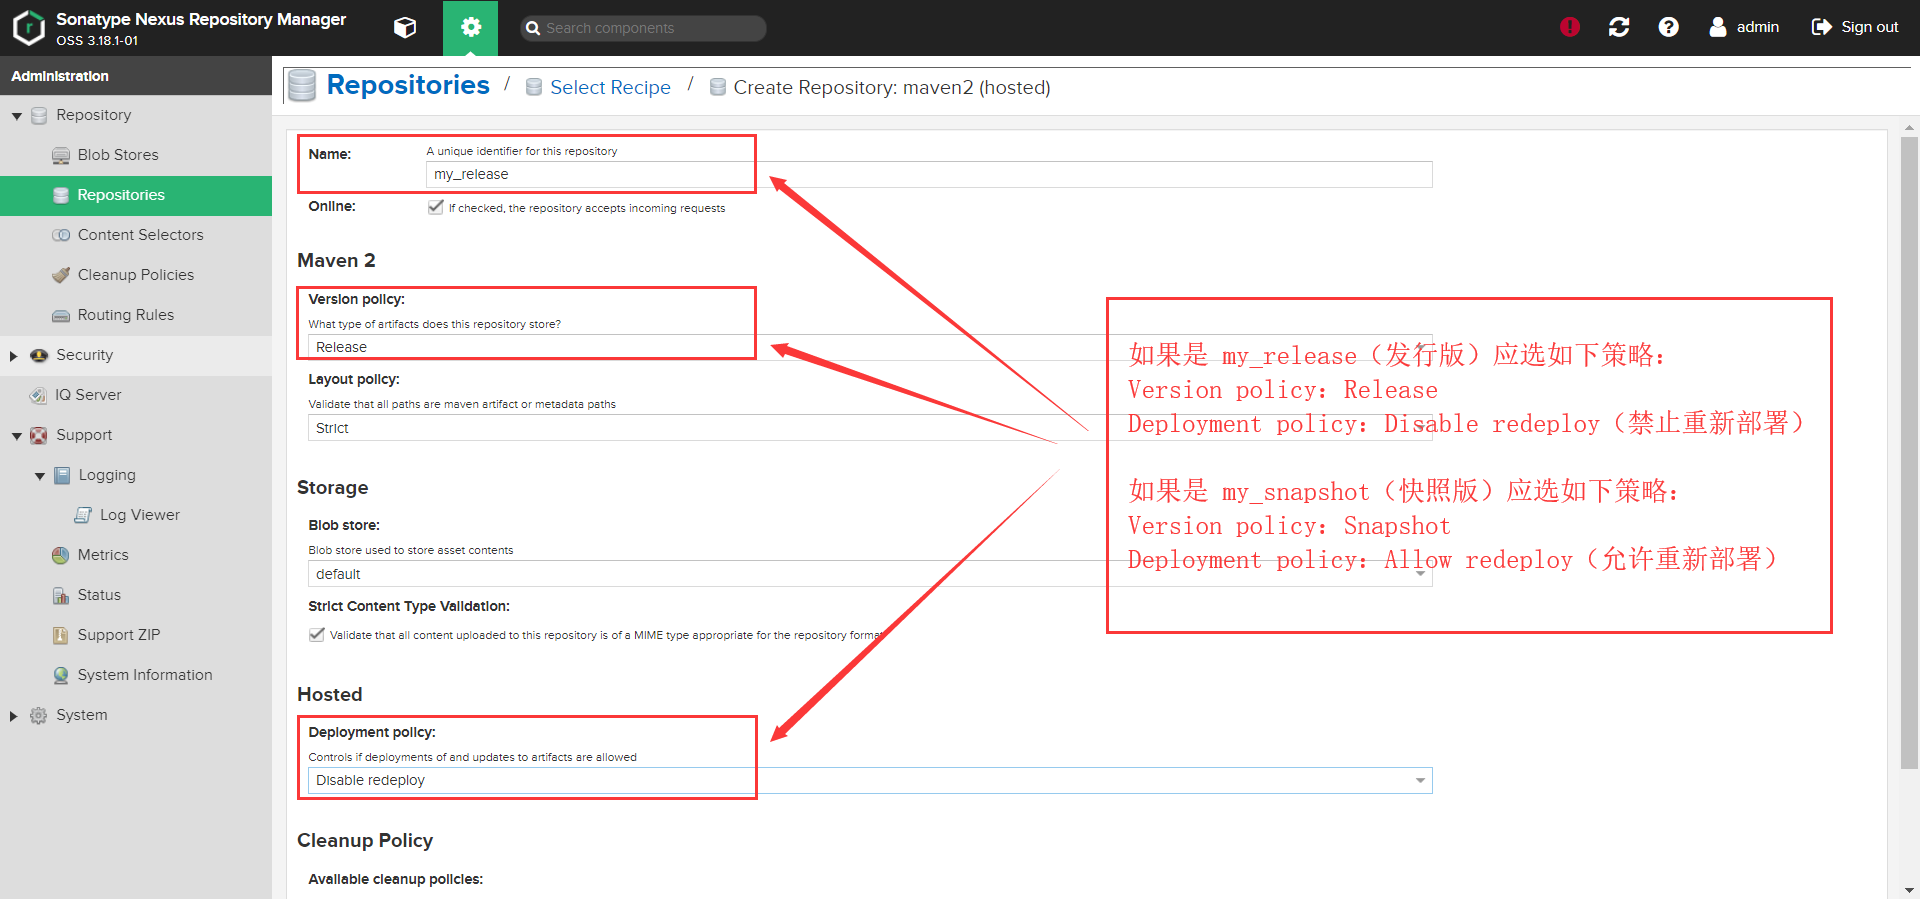 Sonatype Nexus Repository Manager
OSS 3.18.1-01
Search components
admin
Sign out
Administration
Repository
Blob Stores
Repositories
Content Selectors
Cleanup Policies
Routing Rules
Security
IQ Server
Support
Logging
Log Viewer
Metrics
Status
Support ZIP
System Information
System
Repositories / Select Recipe / Create Repository: maven2 (hosted)
Name:
A unique identifier for this repository
my_release
Online:
If checked, the repository accepts incoming requests
Maven 2
Version policy:
What type of artifacts does this repository store?
Release
Layout policy:
Validate that all paths are maven artifact or metadata paths
Strict
Storage
Blob store:
Blob store used to store asset contents
default
Strict Content Type Validation:
Validate that all content uploaded to this repository is of a MIME type appropriate for the repository format
Hosted
Deployment policy:
Controls if deployments of and updates to artifacts are allowed
Disable redeploy
Cleanup Policy
Available cleanup policies:
如果是 my_release（发行版）应选如下策略：
Version policy：Release
Deployment policy：Disable redeploy（禁止重新部署）
如果是 my_snapshot（快照版）应选如下策略：
Version policy：Snapshot
Deployment policy：Allow redeploy（允许重新部署）